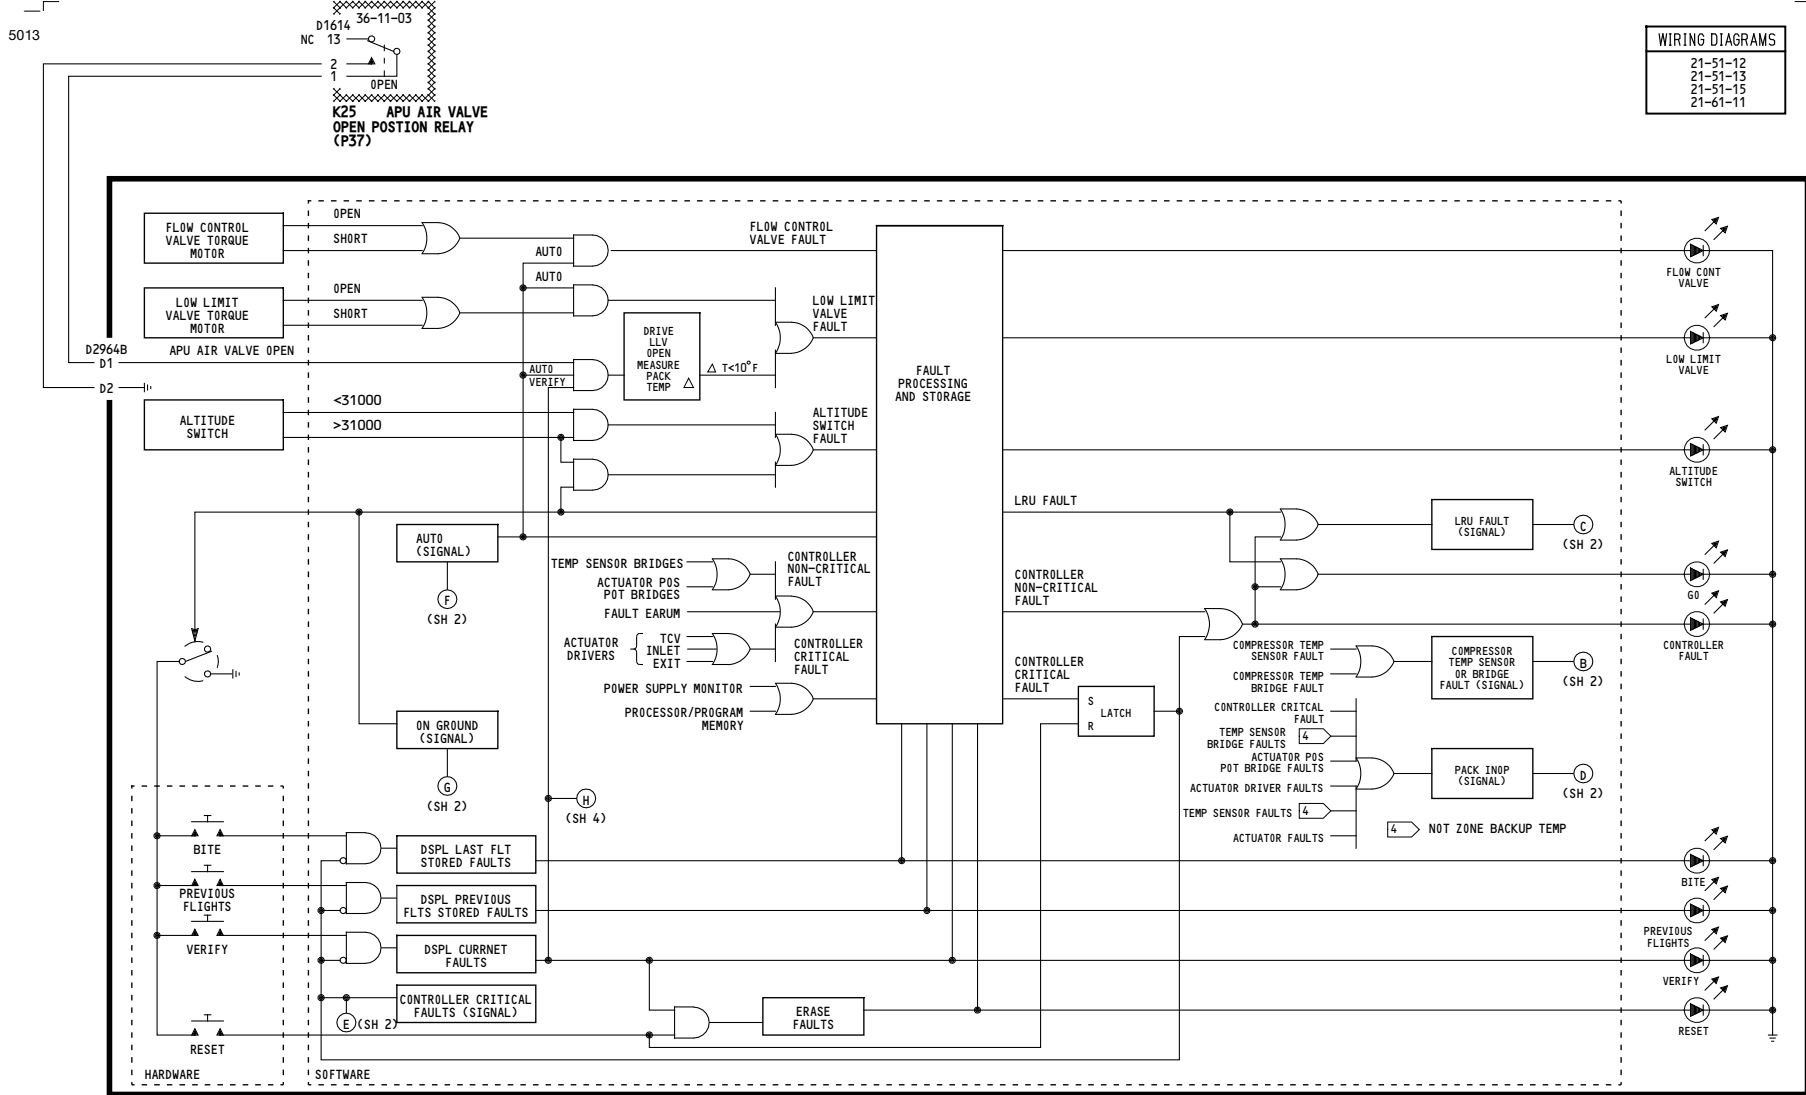 5013
36-11-03
D1614
NC 13
2
1
OPEN
K25 APU AIR VALVE
OPEN POSTION RELAY
(P37)
WIRING DIAGRAMS
21-51-12
21-51-13
21-51-15
21-61-11
FLOW CONTROL
VALVE TORQUE
MOTOR
OPEN
SHORT
AUTO
FLOW CONTROL
VALVE FAULT
FLOW CONT
VALVE
LOW LIMIT
VALVE TORQUE
MOTOR
OPEN
SHORT
AUTO
LOW LIMIT
VALVE
FAULT
LOW LIMIT
VALVE
D2964B
D1
D2
APU AIR VALVE OPEN
AUTO
VERIFY
DRIVE
LLV
OPEN
MEASURE
PACK
TEMP △
△ T<10°F
FAULT
PROCESSING
AND STORAGE
ALTITUDE
SWITCH
<31000
>31000
ALTITUDE
SWITCH
FAULT
ALTITUDE
SWITCH
LRU FAULT
LRU FAULT
(SIGNAL)
C
(SH 2)
AUTO
(SIGNAL)
F
(SH 2)
TEMP SENSOR BRIDGES
ACTUATOR POS
POT BRIDGES
FAULT EARUM
CONTROLLER
NON-CRITICAL
FAULT
CONTROLLER
NON-CRITICAL
FAULT
GO
ACTUATOR
DRIVERS
TCV
INLET
EXIT
CONTROLLER
CRITICAL
FAULT
CONTROLLER
FAULT
POWER SUPPLY MONITOR
PROCESSOR/PROGRAM
MEMORY
CONTROLLER
CRITICAL
FAULT
S
R
LATCH
COMPRESSOR TEMP
SENSOR FAULT
COMPRESSOR TEMP
BRIDGE FAULT
COMPRESSOR
TEMP SENSOR
OR BRIDGE
FAULT (SIGNAL)
B
(SH 2)
CONTROLLER CRITCAL
FAULT
TEMP SENSOR
BRIDGE FAULTS
4
ACTUATOR POS
POT BRIDGE FAULTS
ACTUATOR DRIVER FAULTS
TEMP SENSOR FAULTS
4
ACTUATOR FAULTS
PACK INOP
(SIGNAL)
D
(SH 2)
4 NOT ZONE BACKUP TEMP
ON GROUND
(SIGNAL)
G
(SH 2)
H
(SH 4)
BITE
DSPL LAST FLT
STORED FAULTS
BITE
PREVIOUS
FLIGHTS
DSPL PREVIOUS
FLTS STORED FAULTS
PREVIOUS
FLIGHTS
VERIFY
DSPL CURRNET
FAULTS
VERIFY
CONTROLLER CRITICAL
FAULTS (SIGNAL)
E
(SH 2)
RESET
ERASE
FAULTS
RESET
HARDWARE
SOFTWARE